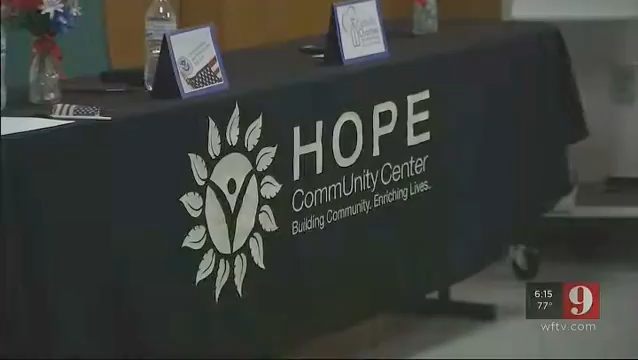 HOPE
CommUnity Center
Building Community. Enriching Lives.
6:15
77°
9
wftv.com